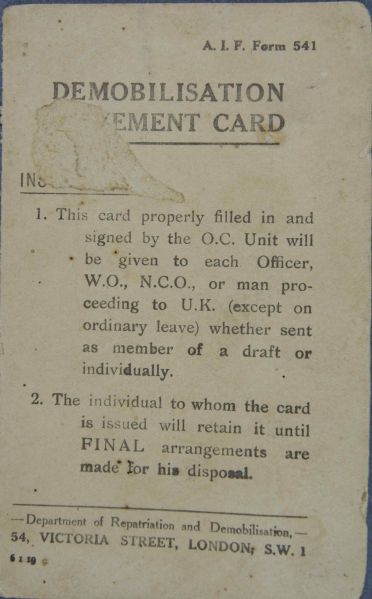 A. I. F. Form 541
DEMOBILISATION
EMENT CARD
INS
1. This card properly filled in and
signed by the O.C. Unit will
be given to each Officer,
W.O., N.C.O., or man pro-
ceeding to U.K. (except on
ordinary leave) whether sent
as member of a draft or
individually.
2. The individual to whom the card
is issued will retain it until
FINAL arrangements are
made for his disposal.
—Department of Repatriation and Demobilisation,—
54, VICTORIA STREET, LONDON, S.W. 1
6 1 19